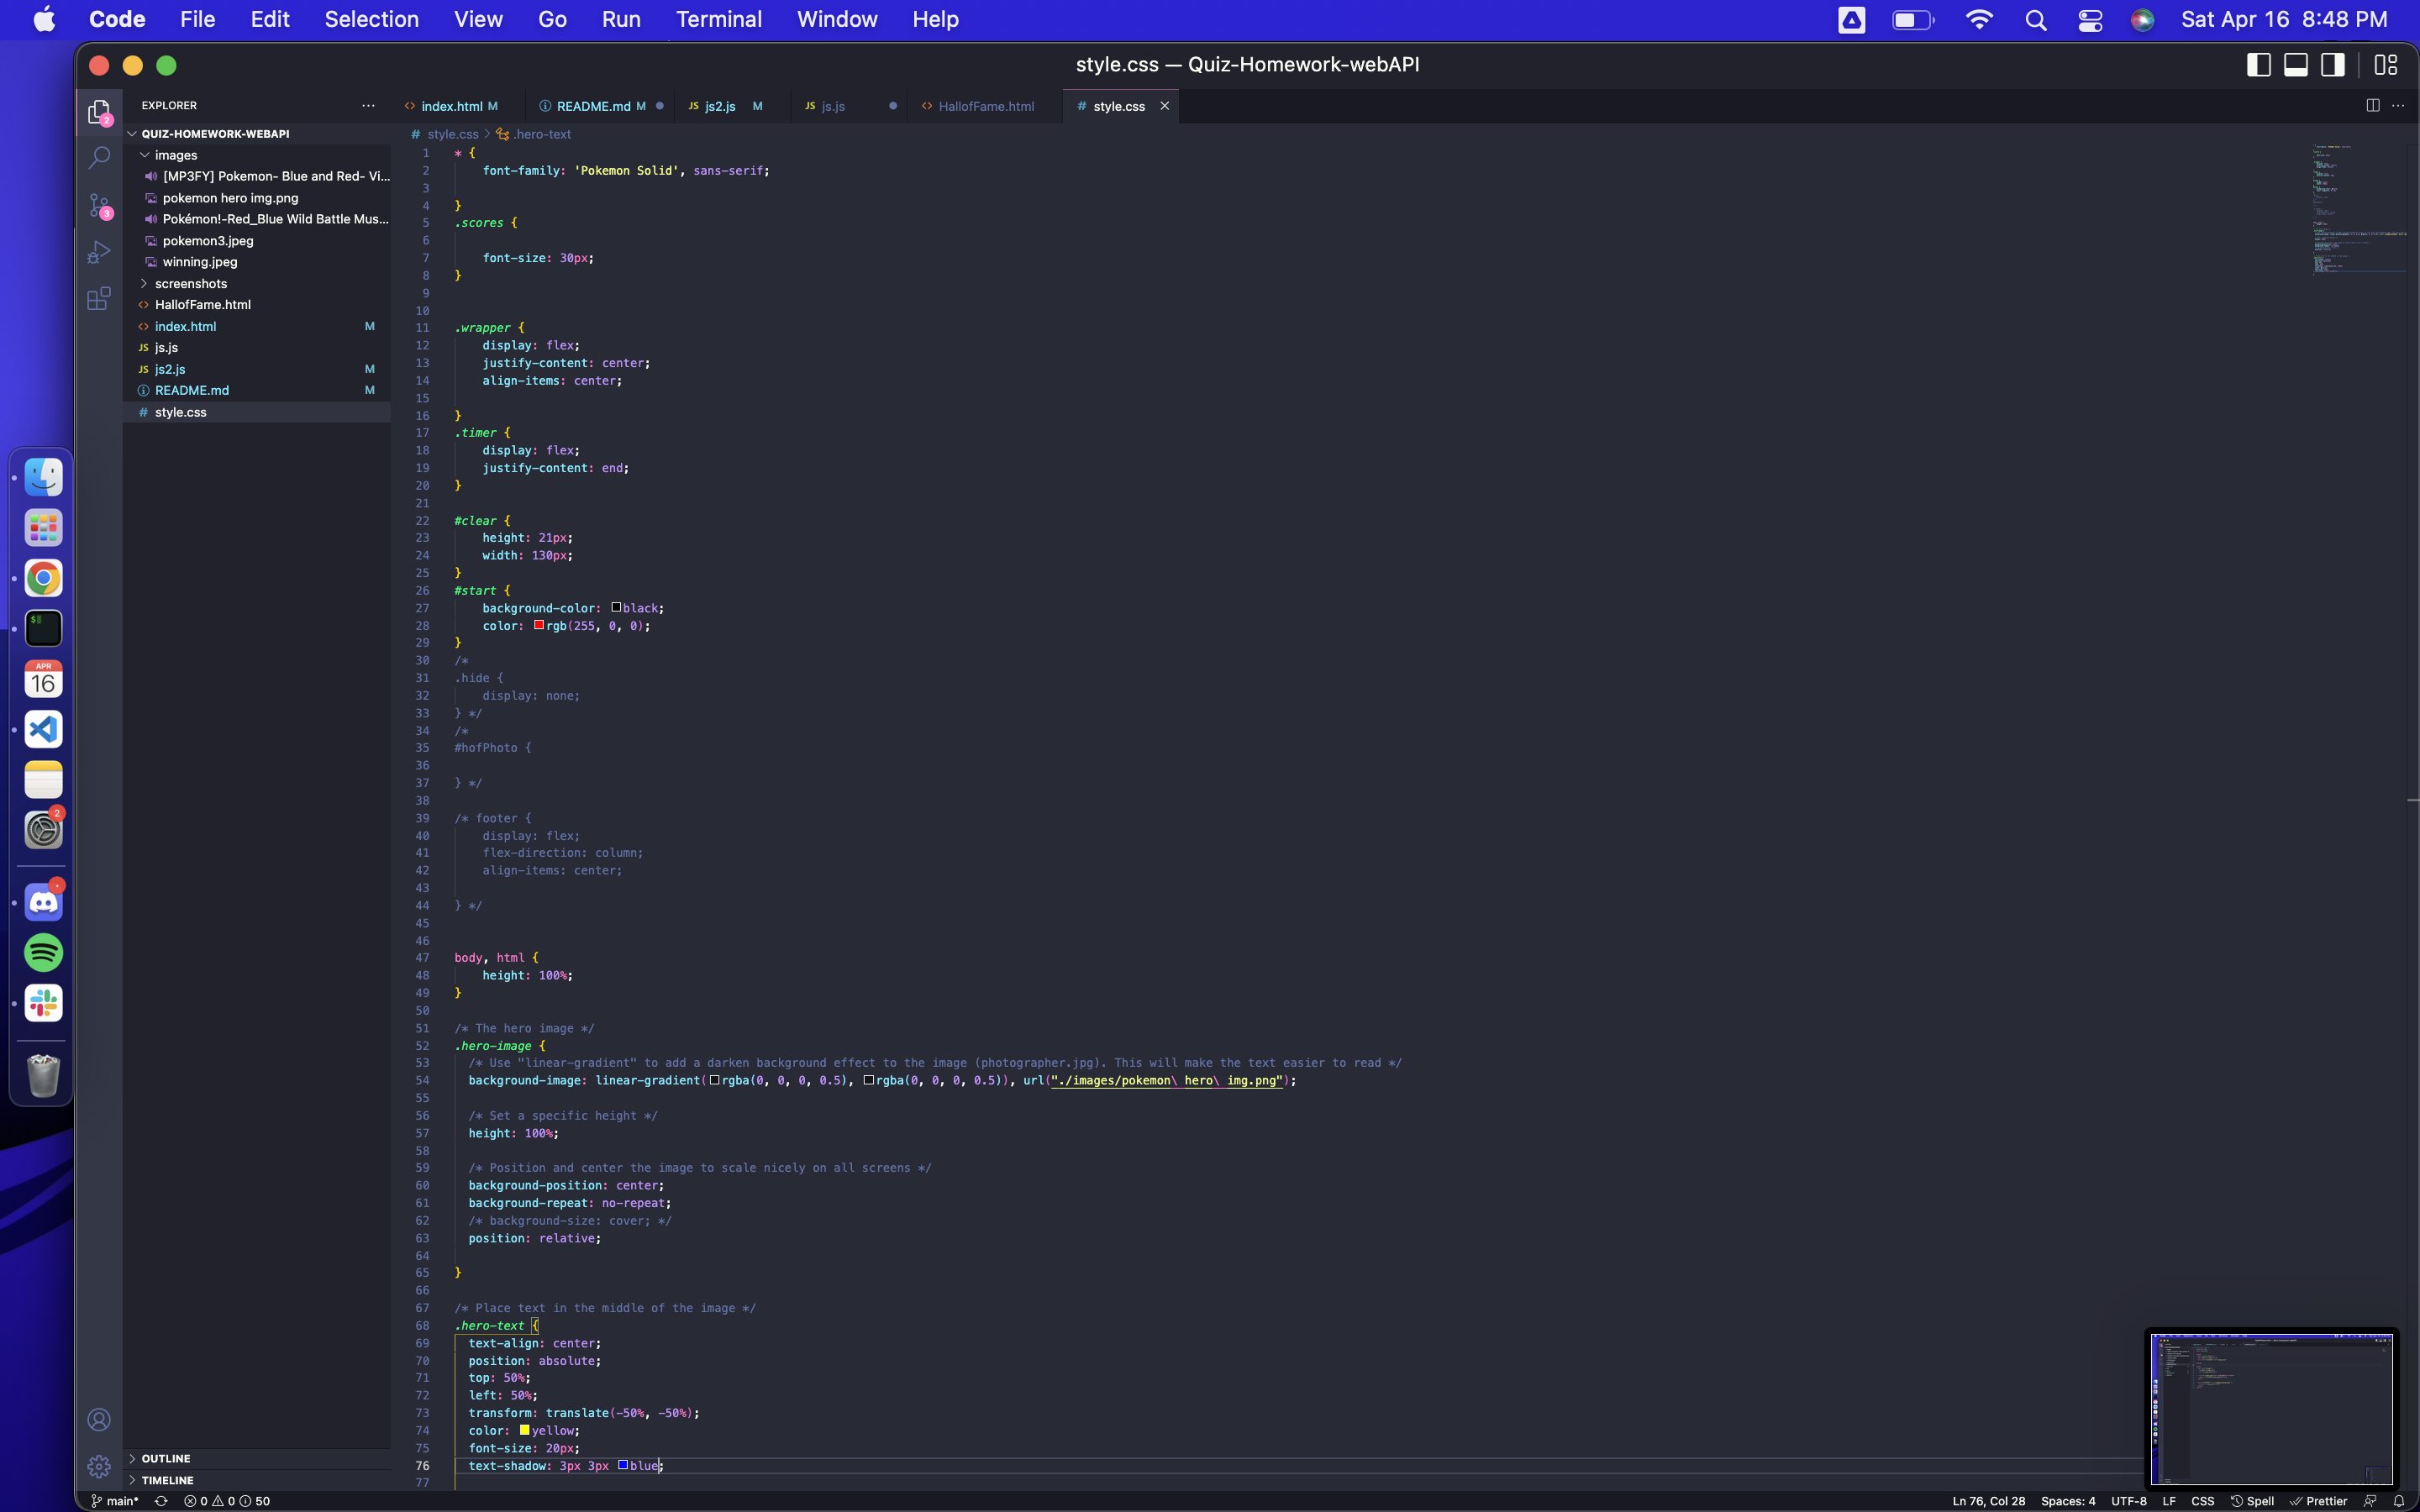 Code File Edit Selection View Go Run Terminal Window Help Sat Apr 16 8:48 PM
style.css — Quiz-Homework-webAPI
EXPLORER ...
index.html M README.md M JS js2.js M JS js.js HallofFame.html # style.css
2
QUIZ-HOMEWORK-WEBAPI
images
[MP3FY] Pokemon- Blue and Red- Vi...
pokemon hero img.png
Pokémon!-Red_Blue Wild Battle Mus...
pokemon3.jpeg
winning.jpeg
screenshots
HallofFame.html
index.html M
JS js.js
JS js2.js M
README.md M
# style.css
3
OUTLINE
TIMELINE
# style.css > .hero-text
1 * {
2 font-family: 'Pokemon Solid', sans-serif;
3
4 }
5 .scores {
6
7 font-size: 30px;
8 }
9
10
11 .wrapper {
12 display: flex;
13 justify-content: center;
14 align-items: center;
15
16 }
17 .timer {
18 display: flex;
19 justify-content: end;
20 }
21
22 #clear {
23 height: 21px;
24 width: 130px;
25 }
26 #start {
27 background-color: black;
28 color: rgb(255, 0, 0);
29 }
30 /*
31 .hide {
32 display: none;
33 } */
34 /*
35 #hofPhoto {
36
37 } */
38
39 /* footer {
40 display: flex;
41 flex-direction: column;
42 align-items: center;
43
44 } */
45
46
47 body, html {
48 height: 100%;
49 }
50
51 /* The hero image */
52 .hero-image {
53 /* Use "linear-gradient" to add a darken background effect to the image (photographer.jpg). This will make the text easier to read */
54 background-image: linear-gradient(rgba(0, 0, 0, 0.5), rgba(0, 0, 0, 0.5)), url("./images/pokemon\ hero\ img.png");
55
56 /* Set a specific height */
57 height: 100%;
58
59 /* Position and center the image to scale nicely on all screens */
60 background-position: center;
61 background-repeat: no-repeat;
62 /* background-size: cover; */
63 position: relative;
64
65 }
66
67 /* Place text in the middle of the image */
68 .hero-text {
69 text-align: center;
70 position: absolute;
71 top: 50%;
72 left: 50%;
73 transform: translate(-50%, -50%);
74 color: yellow;
75 font-size: 20px;
76 text-shadow: 3px 3px blue;
77
APR
16
2
main* 0 0 50 Ln 76, Col 28 Spaces: 4 UTF-8 LF CSS Spell Prettier